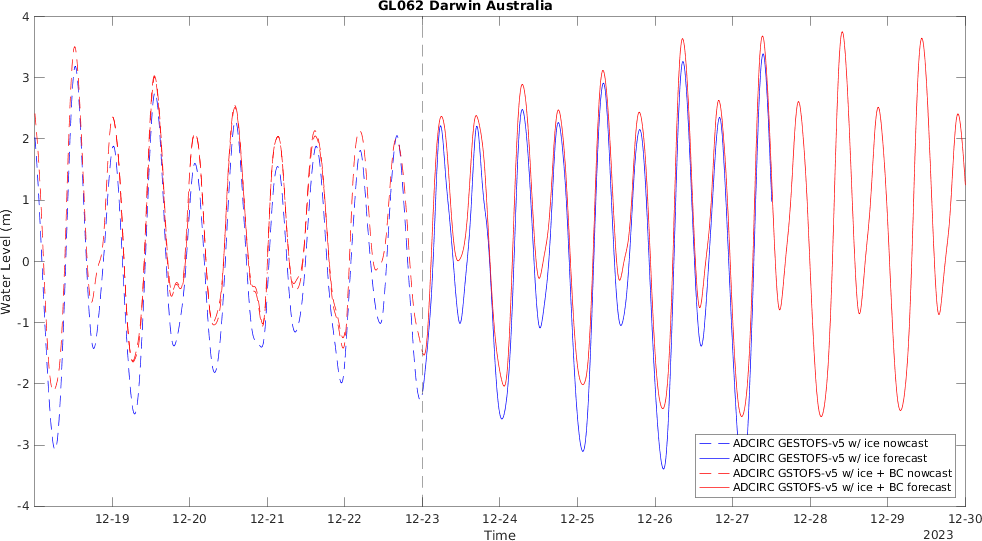 GL062 Darwin Australia
4
3
2
1
0
-1
-2
-3
-4
Water Level (m)
ADCIRC GESTOFS-v5 w/ ice nowcast
ADCIRC GESTOFS-v5 w/ ice forecast
ADCIRC GSTOFS-v5 w/ ice + BC nowcast
ADCIRC GSTOFS-v5 w/ ice + BC forecast
12-19 12-20 12-21 12-22 12-23 12-24 12-25 12-26 12-27 12-28 12-29 12-30
Time
2023